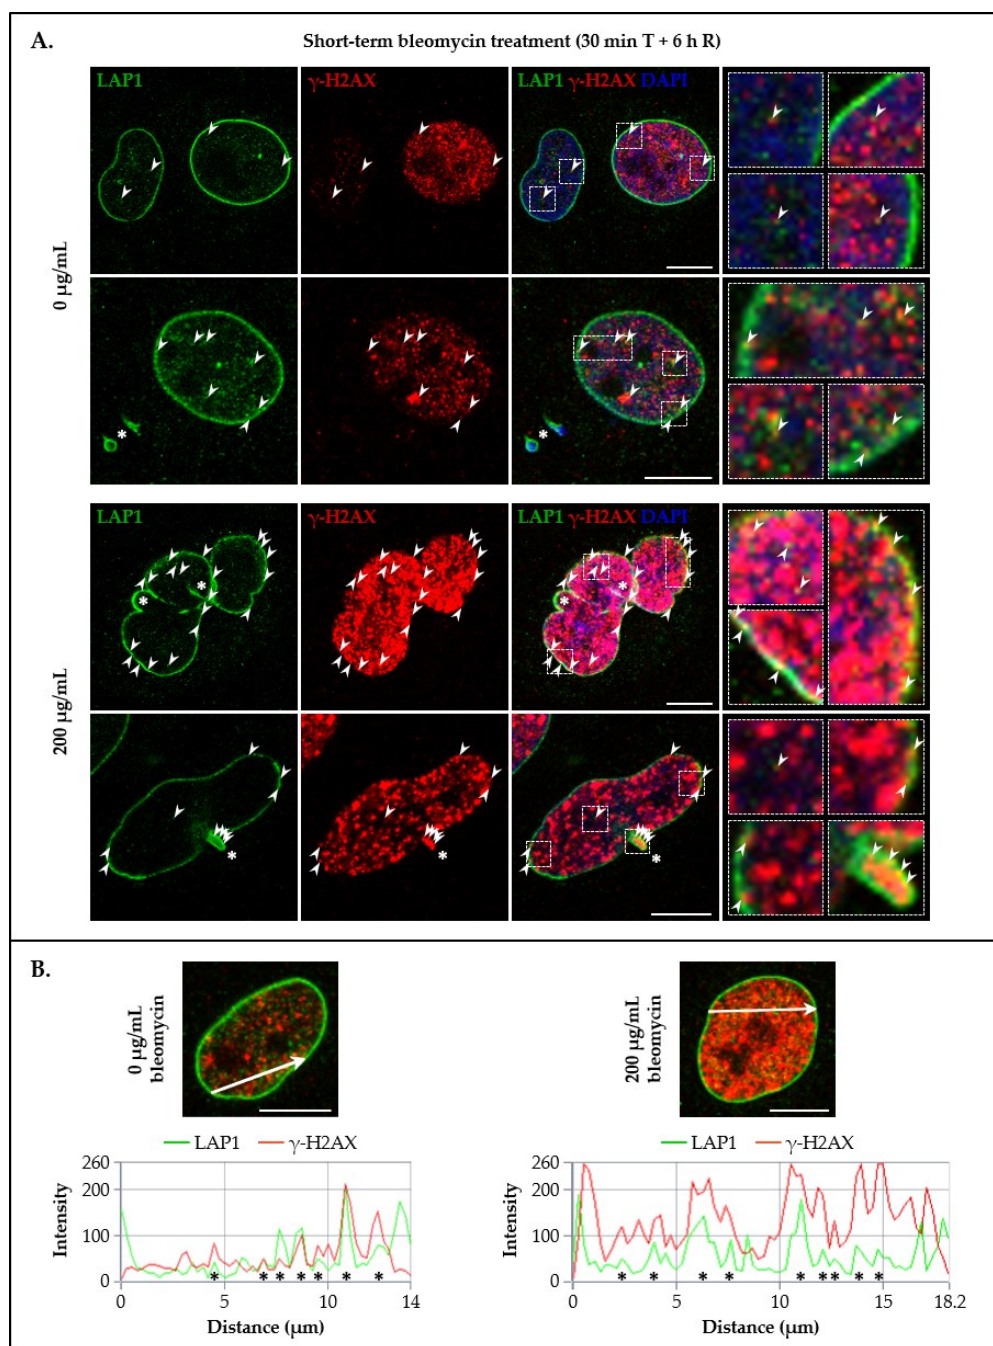 A.
Short-term bleomycin treatment (30 min T + 6 h R)
LAP1
γ-H2AX
LAP1 γ-H2AX DAPI
0 µg/mL
*
*
LAP1
γ-H2AX
LAP1 γ-H2AX DAPI
200 µg/mL
* *
* *
* * *
B.
0 µg/mL
bleomycin
200 µg/mL
bleomycin
LAP1 γ-H2AX
Intensity
260
200
100
0
* * * * * * *
0 5 10 14
Distance (µm)
LAP1 γ-H2AX
Intensity
260
200
100
0
* * * * * * * * *
0 5 10 15 18.2
Distance (µm)